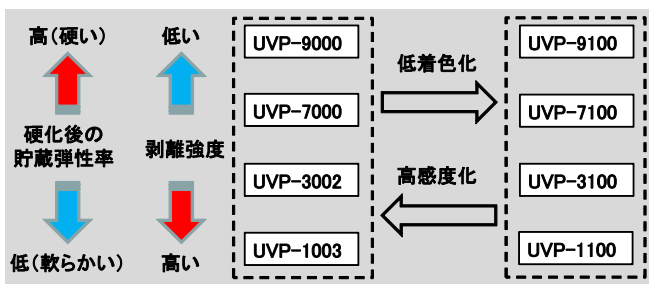 高(硬い)
硬化後の
貯蔵弾性率
低(軟らかい)
低い
剥離強度
高い
UVP-9000
UVP-7000
UVP-3002
UVP-1003
低着色化
高感度化
UVP-9100
UVP-7100
UVP-3100
UVP-1100